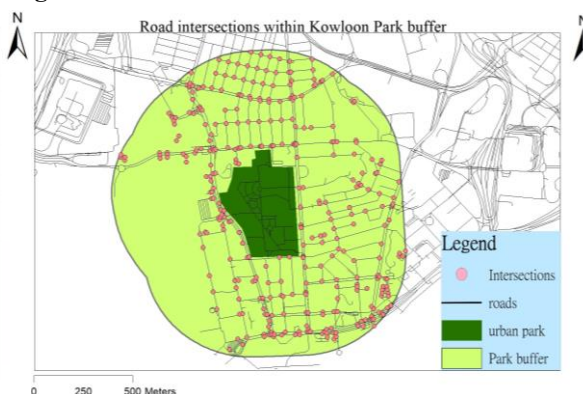 N
Road intersections within Kowloon Park buffer
N
Legend
Intersections
roads
urban park
Park buffer
0 250 500 Meters